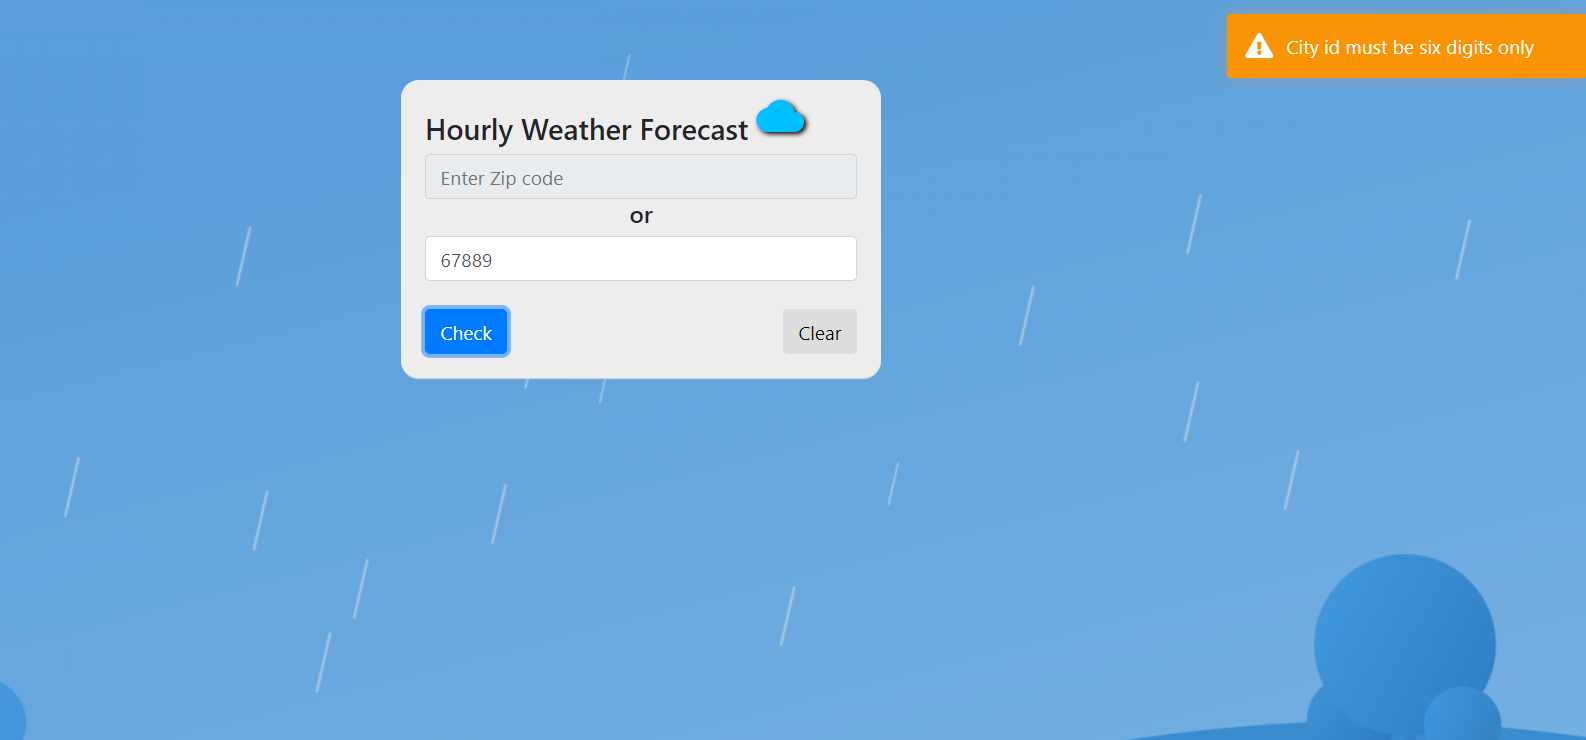 City id must be six digits only
Hourly Weather Forecast
Enter Zip code
or
67889
Check
Clear